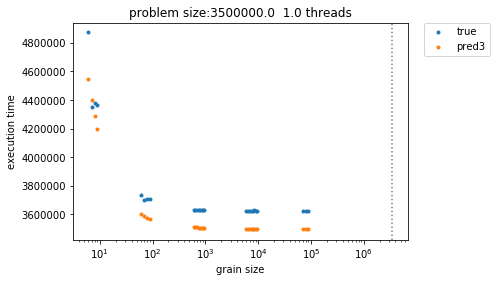 problem size:3500000.0  1.0 threads
true
pred3
execution time
4800000
4600000
4400000
4200000
4000000
3800000
3600000
10¹
10²
10³
10⁴
10⁵
10⁶
grain size